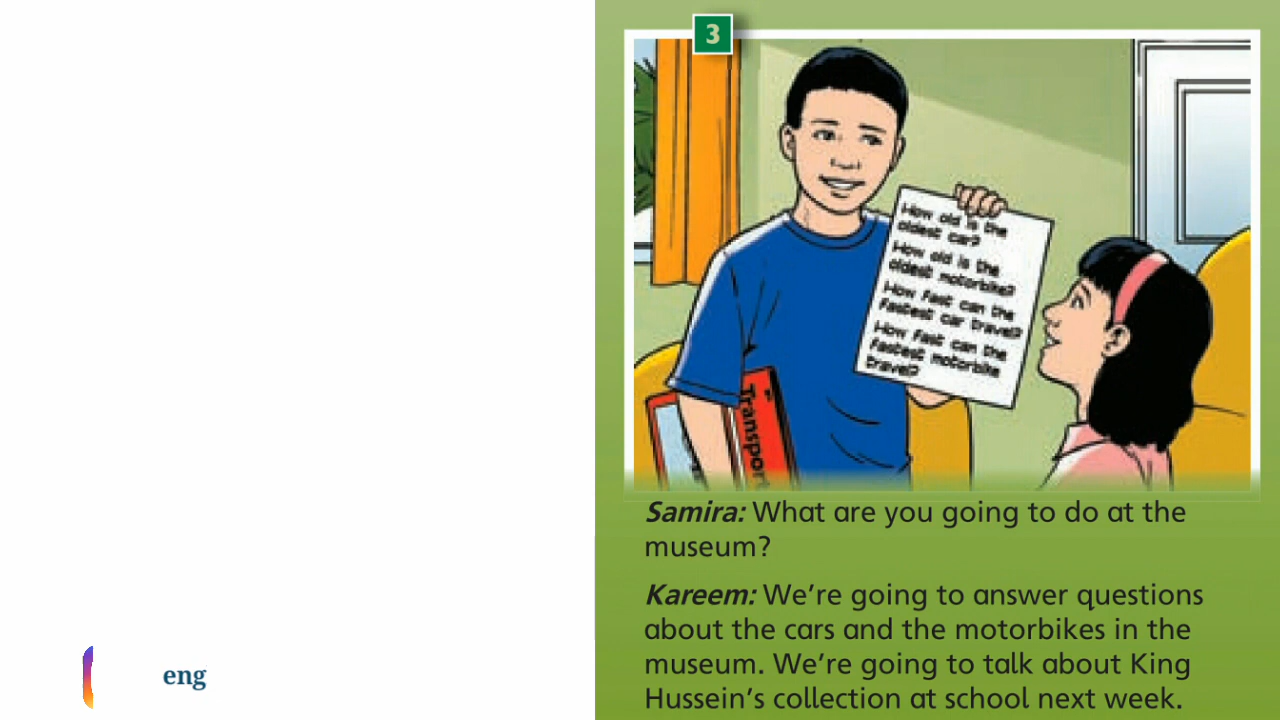 3
How old is the
oldest car?
How old is the
oldest motorbike?
How fast can the
fastest car travel?
How fast can the
fastest motorbike
travel?
Transport
Samira: What are you going to do at the
museum?
Kareem: We’re going to answer questions
about the cars and the motorbikes in the
museum. We’re going to talk about King
Hussein’s collection at school next week.
eng